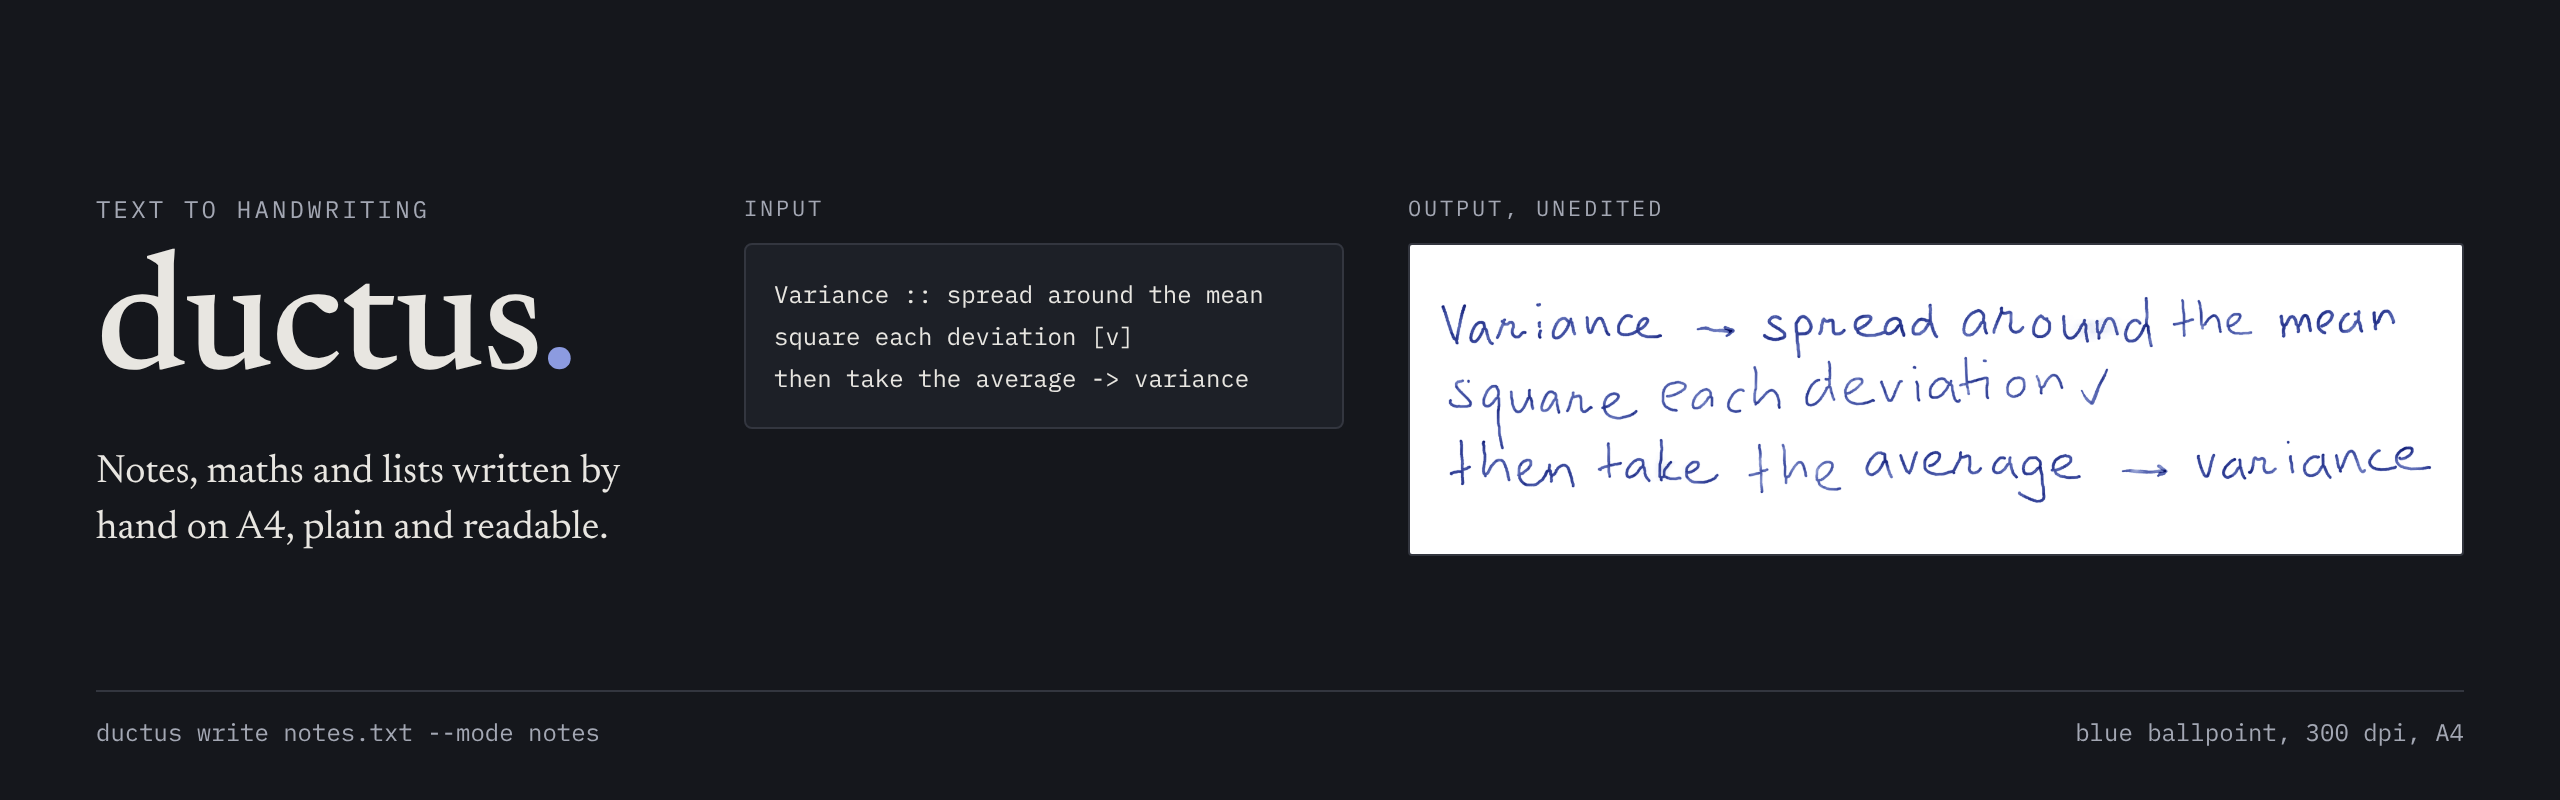 TEXT TO HANDWRITING
ductus.
Notes, maths and lists written by
hand on A4, plain and readable.
INPUT
Variance :: spread around the mean
square each deviation [v]
then take the average -> variance
OUTPUT, UNEDITED
Variance → spread around the mean
square each deviation ✓
then take the average → variance
ductus write notes.txt --mode notes
blue ballpoint, 300 dpi, A4